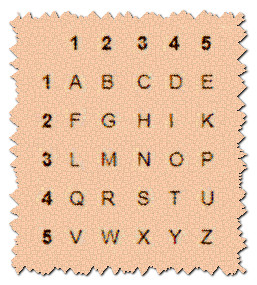 1 2 3 4 5
1 A B C D E
2 F G H I K
3 L M N O P
4 Q R S T U
5 V W X Y Z